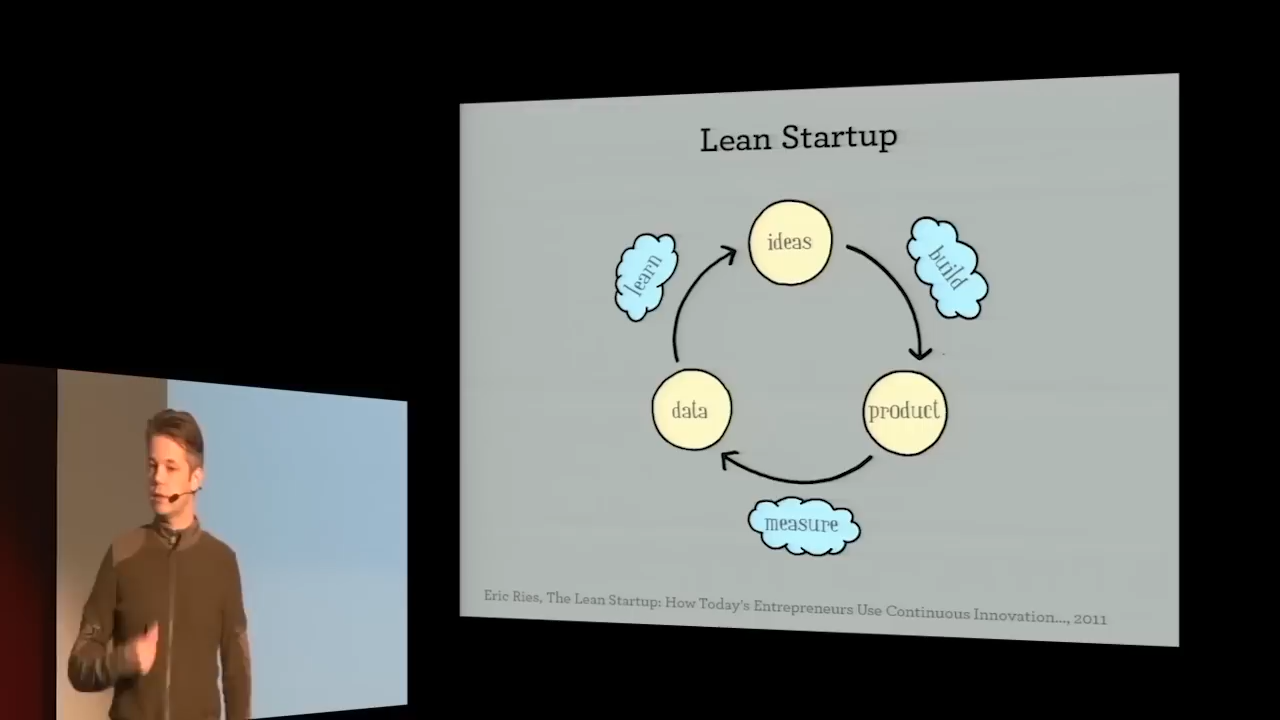 Lean Startup
ideas
learn
build
data
product
measure
Eric Ries, The Lean Startup: How Today's Entrepreneurs Use Continuous Innovation..., 2011